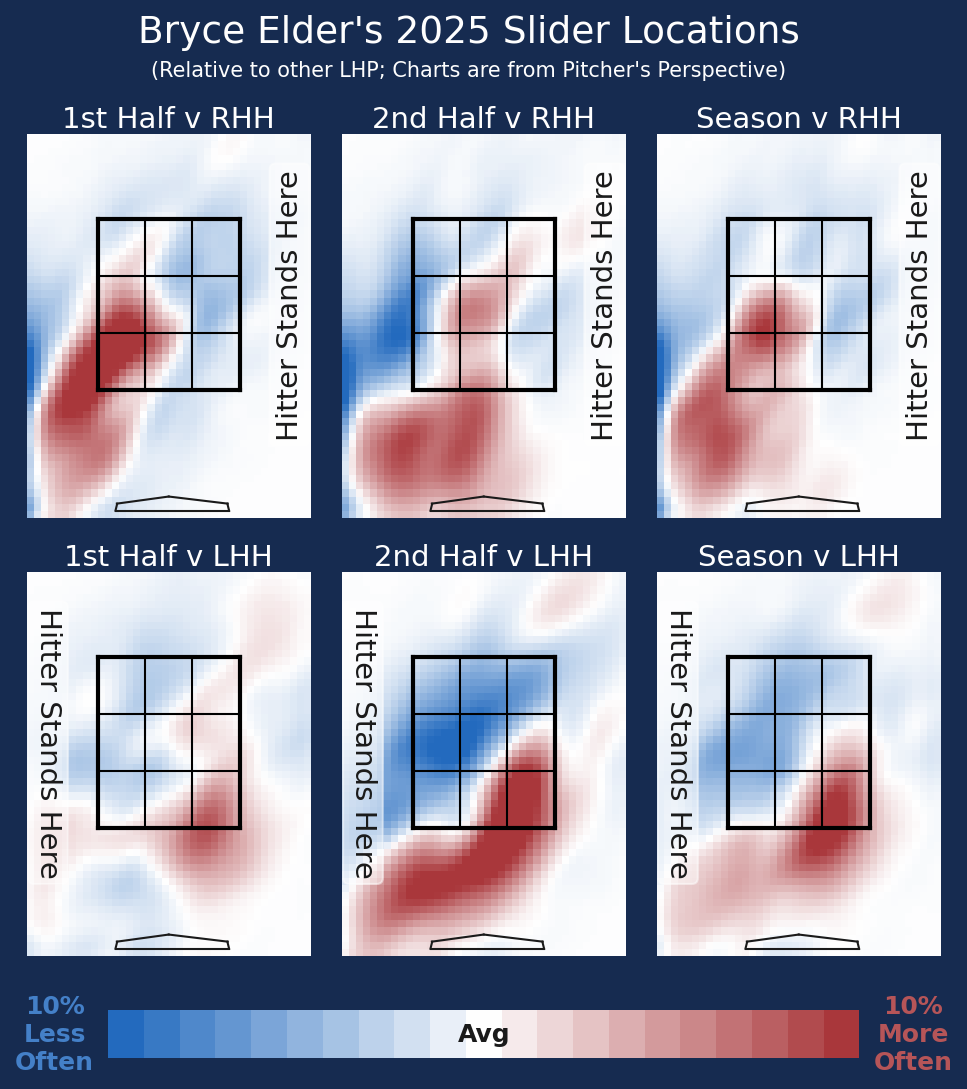 Bryce Elder's 2025 Slider Locations
(Relative to other LHP; Charts are from Pitcher's Perspective)
1st Half v RHH
2nd Half v RHH
Season v RHH
Hitter Stands Here
Hitter Stands Here
Hitter Stands Here
1st Half v LHH
2nd Half v LHH
Season v LHH
Hitter Stands Here
Hitter Stands Here
Hitter Stands Here
10%
Less
Often
Avg
10%
More
Often